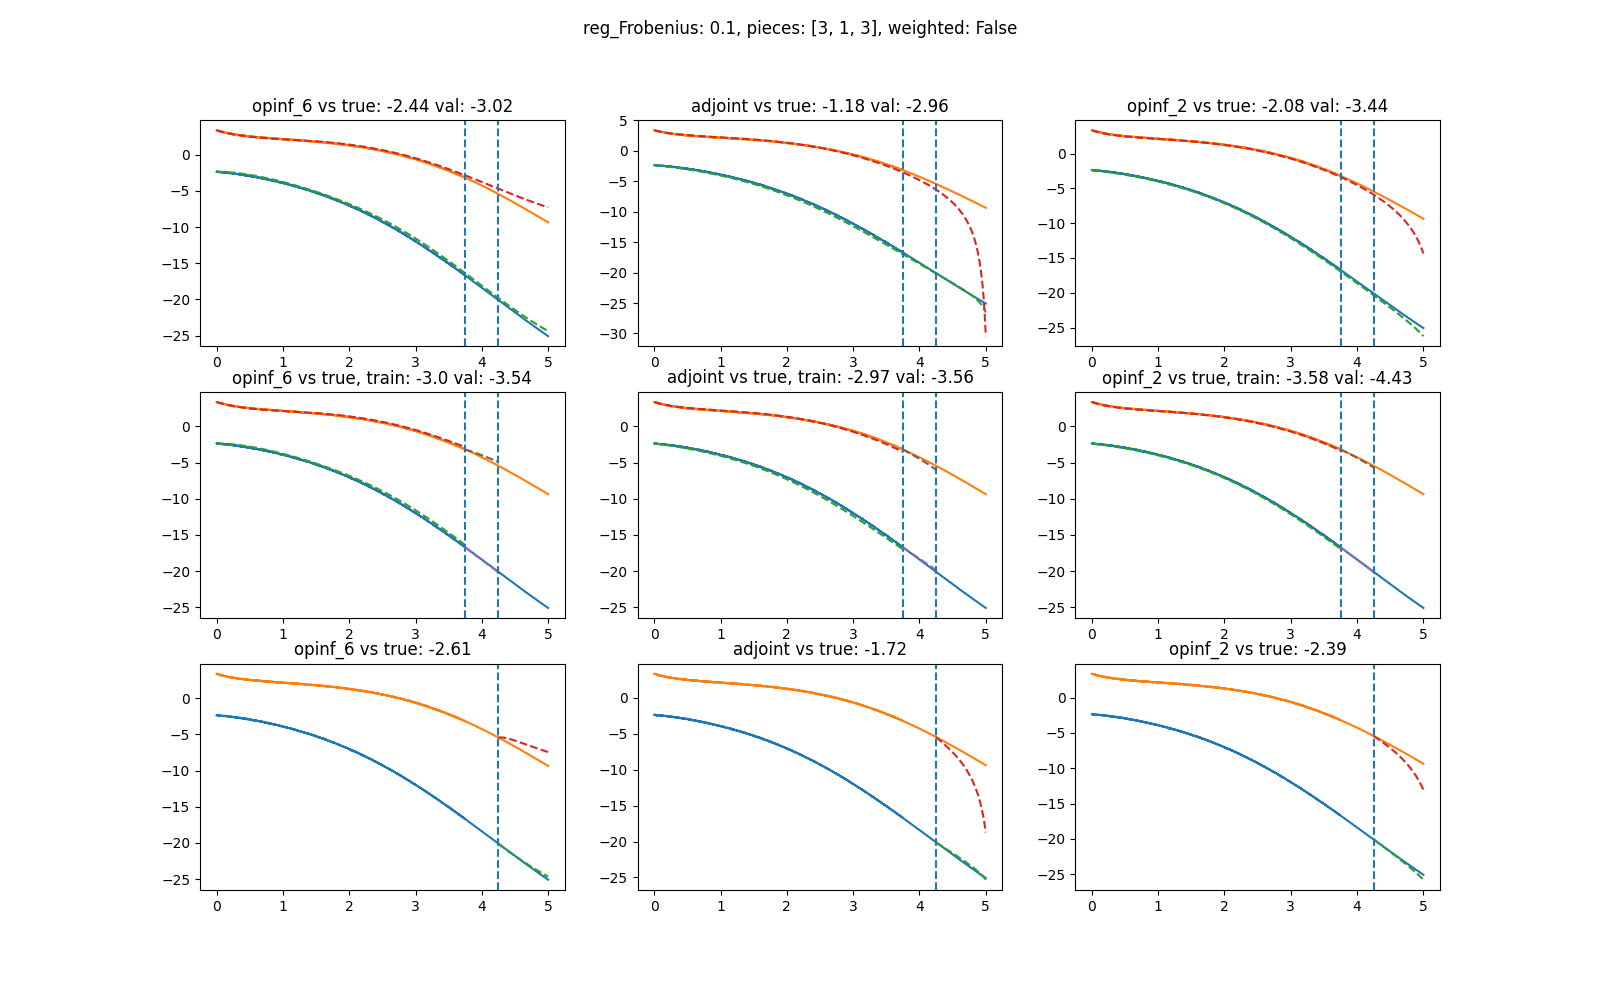 reg_Frobenius: 0.1, pieces: [3, 1, 3], weighted: False
opinf_6 vs true: -2.44 val: -3.02
0
−5
−10
−15
−20
−25
0 1 2 3 4 5
adjoint vs true: -1.18 val: -2.96
5
0
−5
−10
−15
−20
−25
−30
0 1 2 3 4 5
opinf_2 vs true: -2.08 val: -3.44
0
−5
−10
−15
−20
−25
0 1 2 3 4 5
opinf_6 vs true, train: -3.0 val: -3.54
0
−5
−10
−15
−20
−25
0 1 2 3 4 5
adjoint vs true, train: -2.97 val: -3.56
0
−5
−10
−15
−20
−25
0 1 2 3 4 5
opinf_2 vs true, train: -3.58 val: -4.43
0
−5
−10
−15
−20
−25
0 1 2 3 4 5
opinf_6 vs true: -2.61
0
−5
−10
−15
−20
−25
0 1 2 3 4 5
adjoint vs true: -1.72
0
−5
−10
−15
−20
−25
0 1 2 3 4 5
opinf_2 vs true: -2.39
0
−5
−10
−15
−20
−25
0 1 2 3 4 5